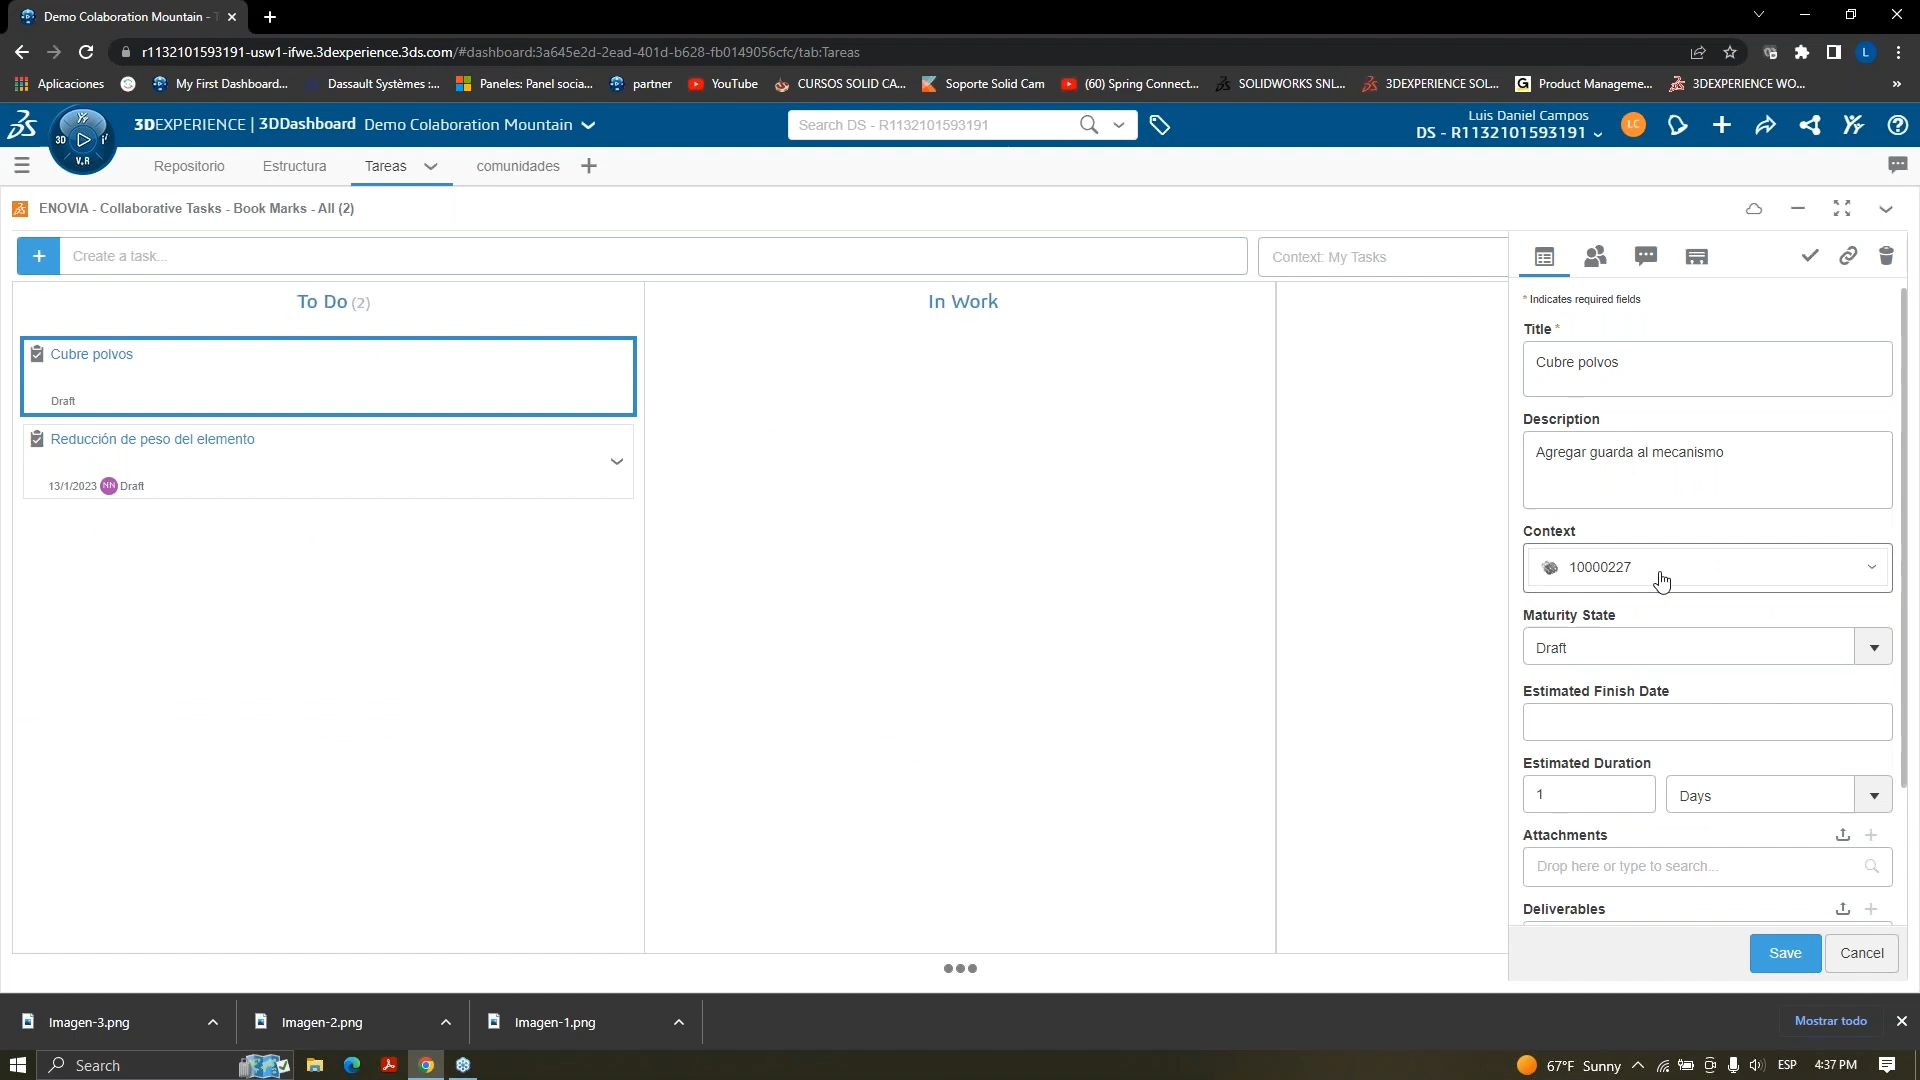 Demo Colaboration Mountain - T
r1132101593191-usw1-ifwe.3dexperience.3ds.com/#dashboard:3a645e2d-2ead-401d-b628-fb0149056cfc/tab:Tareas
Aplicaciones My First Dashboard... Dassault Systèmes :... Paneles: Panel socia... partner YouTube CURSOS SOLID CA... Soporte Solid Cam (60) Spring Connect... SOLIDWORKS SNL... 3DEXPERIENCE SOL... Product Manageme... 3DEXPERIENCE WO... »
3DEXPERIENCE | 3DDashboard Demo Colaboration Mountain
Search DS - R1132101593191
Luis Daniel Campos
DS - R1132101593191
LC
3D
V.R
Repositorio Estructura Tareas comunidades
ENOVIA - Collaborative Tasks - Book Marks - All (2)
Create a task...
Context: My Tasks
To Do (2)
In Work
Cubre polvos
Draft
Reducción de peso del elemento
13/1/2023 NN Draft
* Indicates required fields
Title *
Cubre polvos
Description
Agregar guarda al mecanismo
Context
10000227
Maturity State
Draft
Estimated Finish Date
Estimated Duration
1 Days
Attachments
Drop here or type to search...
Deliverables
Save Cancel
Imagen-3.png Imagen-2.png Imagen-1.png Mostrar todo
Search
67°F Sunny ESP 4:37 PM